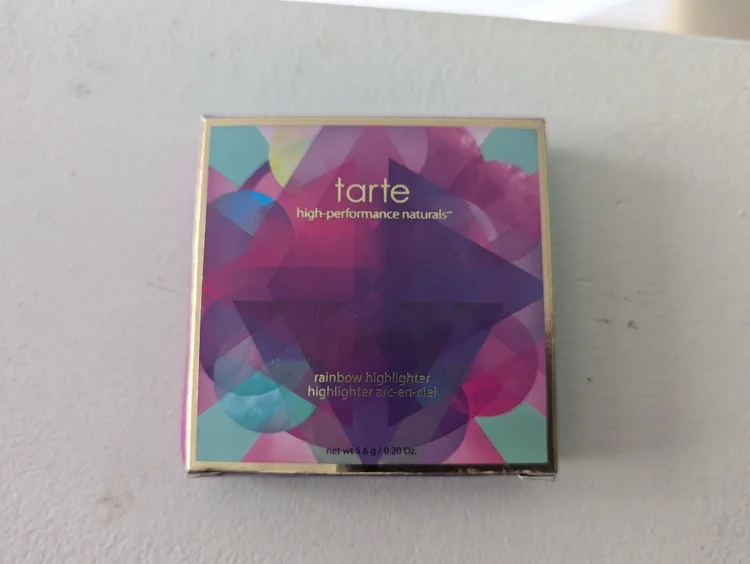 tarte
high-performance naturals™
rainbow highlighter
highlighter arc-en-ciel
net wt 5.6 g / 0.20 Oz.